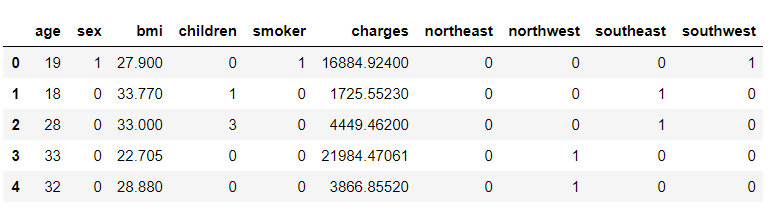 age sex bmi children smoker charges northeast northwest southeast southwest
0 19 1 27.900 0 1 16884.92400 0 0 0 1
1 18 0 33.770 1 0 1725.55230 0 0 1 0
2 28 0 33.000 3 0 4449.46200 0 0 1 0
3 33 0 22.705 0 0 21984.47061 0 1 0 0
4 32 0 28.880 0 0 3866.85520 0 1 0 0